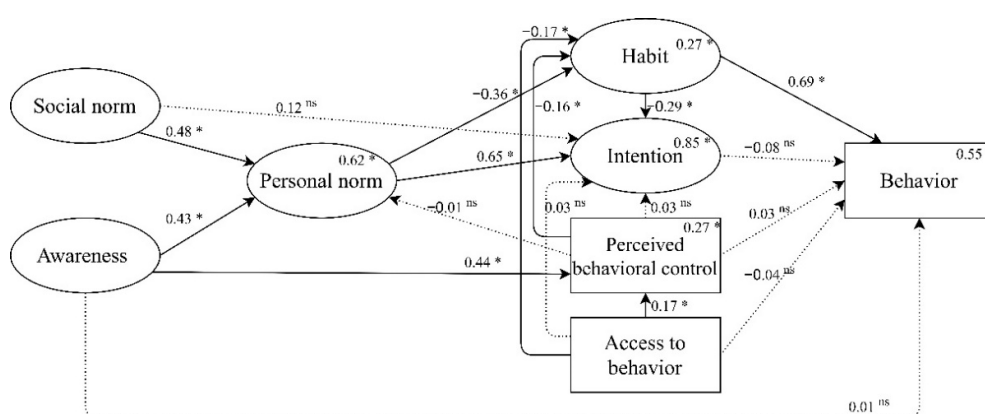 −0.17 *
0.27 *
Habit
0.69 *
−0.36 *
−0.16 *
−0.29 *
Social norm
0.12 ns
0.48 *
0.62 *
Personal norm
0.65 *
0.85 *
Intention
−0.08 ns
0.55
Behavior
0.43 *
−0.01 ns
0.03 ns
0.03 ns
0.03 ns
Awareness
0.44 *
0.27 *
Perceived
behavioral control
−0.04 ns
0.17 *
Access to
behavior
0.01 ns